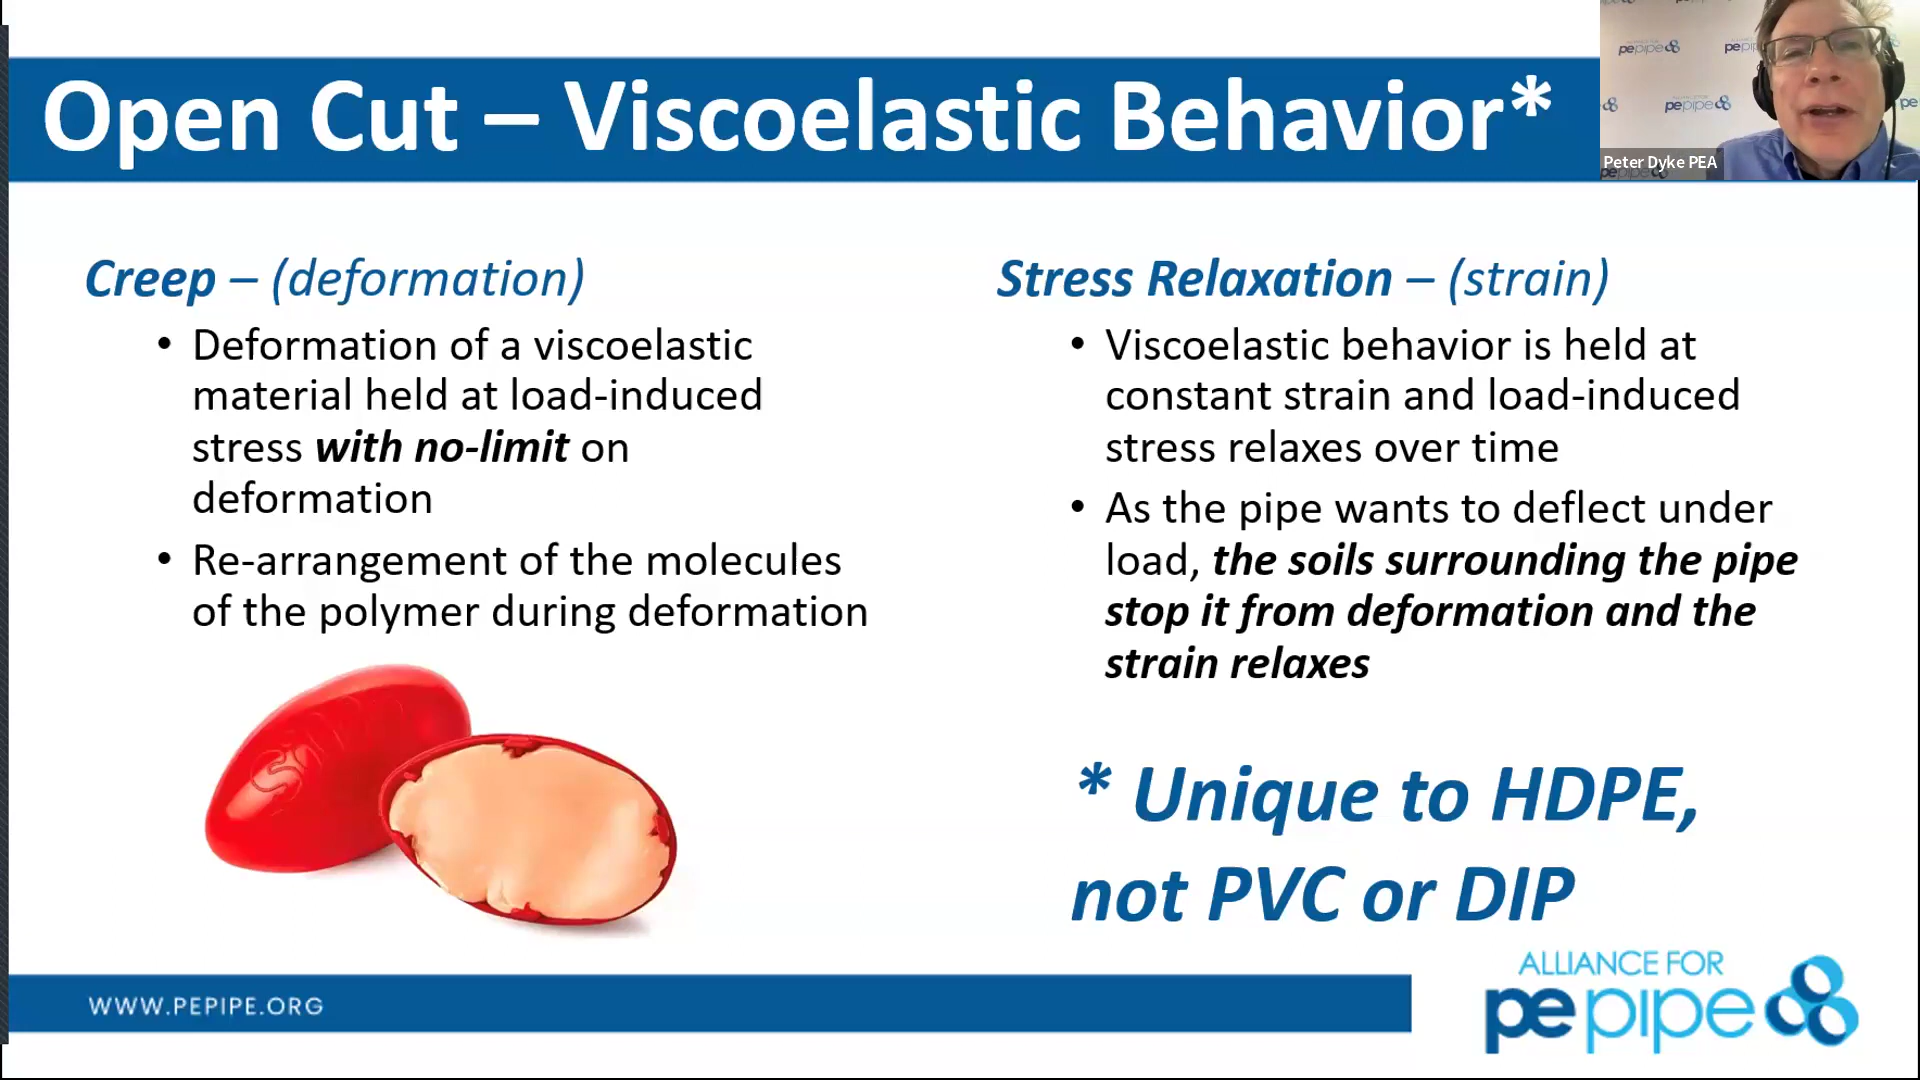 Open Cut – Viscoelastic Behavior*
pepipe
pepipe
Peter Dyke PEA
Creep – (deformation)
• Deformation of a viscoelastic
material held at load-induced
stress with no-limit on
deformation
• Re-arrangement of the molecules
of the polymer during deformation
Stress Relaxation – (strain)
• Viscoelastic behavior is held at
constant strain and load-induced
stress relaxes over time
• As the pipe wants to deflect under
load, the soils surrounding the pipe
stop it from deformation and the
strain relaxes
* Unique to HDPE,
not PVC or DIP
WWW.PEPIPE.ORG
ALLIANCE FOR
pepipe